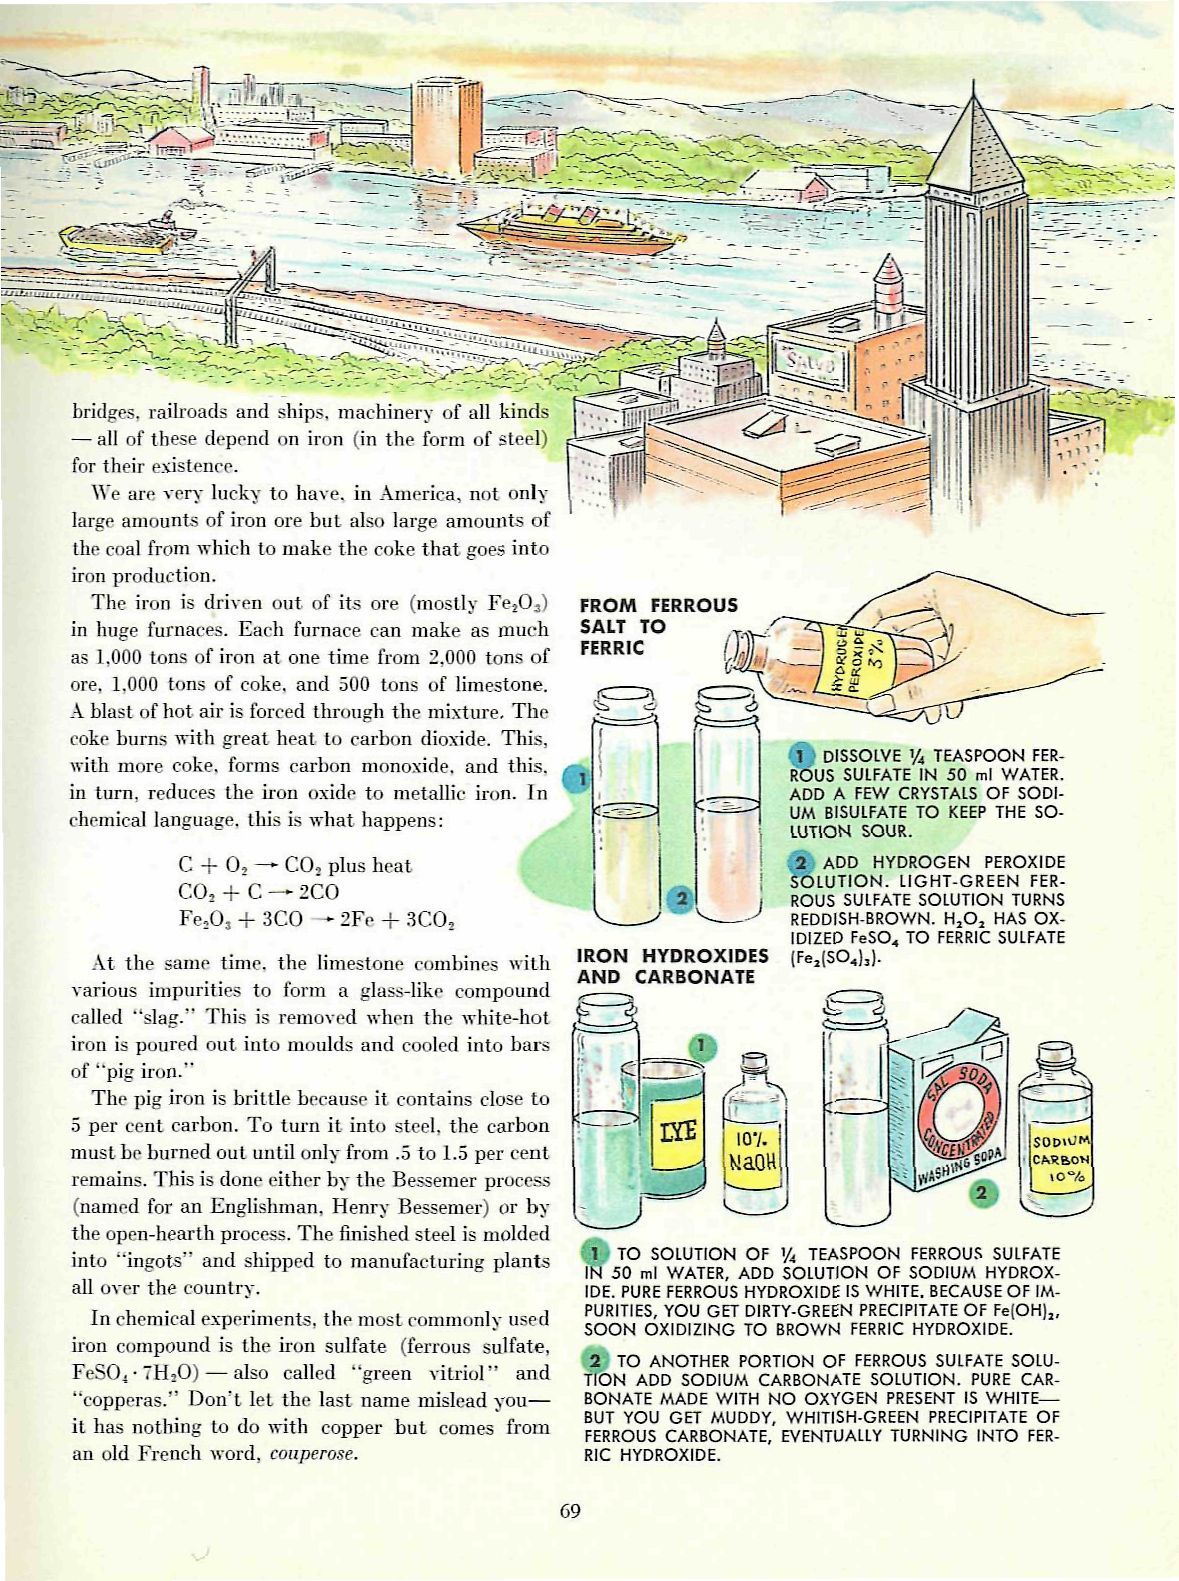 SALVO
bridges, railroads and ships, machinery of all kinds
— all of these depend on iron (in the form of steel)
for their existence.
We are very lucky to have, in America, not only
large amounts of iron ore but also large amounts of
the coal from which to make the coke that goes into
iron production.
The iron is driven out of its ore (mostly Fe₂O₃)
in huge furnaces. Each furnace can make as much
as 1,000 tons of iron at one time from 2,000 tons of
ore, 1,000 tons of coke, and 500 tons of limestone.
A blast of hot air is forced through the mixture. The
coke burns with great heat to carbon dioxide. This,
with more coke, forms carbon monoxide, and this,
in turn, reduces the iron oxide to metallic iron. In
chemical language, this is what happens:
C + O₂ → CO₂ plus heat
CO₂ + C → 2CO
Fe₂O₃ + 3CO → 2Fe + 3CO₂
At the same time, the limestone combines with
various impurities to form a glass-like compound
called “slag.” This is removed when the white-hot
iron is poured out into moulds and cooled into bars
of “pig iron.”
The pig iron is brittle because it contains close to
5 per cent carbon. To turn it into steel, the carbon
must be burned out until only from .5 to 1.5 per cent
remains. This is done either by the Bessemer process
(named for an Englishman, Henry Bessemer) or by
the open-hearth process. The finished steel is molded
into “ingots” and shipped to manufacturing plants
all over the country.
In chemical experiments, the most commonly used
iron compound is the iron sulfate (ferrous sulfate,
FeSO₄·7H₂O) — also called “green vitriol” and
“copperas.” Don't let the last name mislead you—
it has nothing to do with copper but comes from
an old French word, couperose.
FROM FERROUS
SALT TO
FERRIC
HYDROGEN
PEROXIDE
3%
1
2
1 DISSOLVE ¼ TEASPOON FER-
ROUS SULFATE IN 50 ml WATER.
ADD A FEW CRYSTALS OF SODI-
UM BISULFATE TO KEEP THE SO-
LUTION SOUR.
2 ADD HYDROGEN PEROXIDE
SOLUTION. LIGHT-GREEN FER-
ROUS SULFATE SOLUTION TURNS
REDDISH-BROWN. H₂O₂ HAS OX-
IDIZED FeSO₄ TO FERRIC SULFATE
(Fe₂(SO₄)₃).
IRON HYDROXIDES
AND CARBONATE
1
LYE
10%
NaOH
SAL SODA
CONCENTRATED
WASHING SODA
2
SODIUM
CARBON
10%
1 TO SOLUTION OF ¼ TEASPOON FERROUS SULFATE
IN 50 ml WATER, ADD SOLUTION OF SODIUM HYDROX-
IDE. PURE FERROUS HYDROXIDE IS WHITE. BECAUSE OF IM-
PURITIES, YOU GET DIRTY-GREEN PRECIPITATE OF Fe(OH)₂,
SOON OXIDIZING TO BROWN FERRIC HYDROXIDE.
2 TO ANOTHER PORTION OF FERROUS SULFATE SOLU-
TION ADD SODIUM CARBONATE SOLUTION. PURE CAR-
BONATE MADE WITH NO OXYGEN PRESENT IS WHITE—
BUT YOU GET MUDDY, WHITISH-GREEN PRECIPITATE OF
FERROUS CARBONATE, EVENTUALLY TURNING INTO FER-
RIC HYDROXIDE.
69